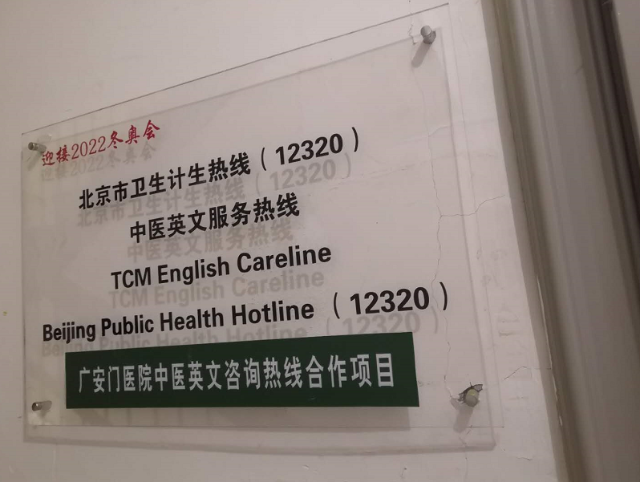 迎接2022冬奥会
北京市卫生计生热线（12320）
中医英文服务热线
TCM English Careline
Beijing Public Health Hotline （12320）
广安门医院中医英文咨询热线合作项目